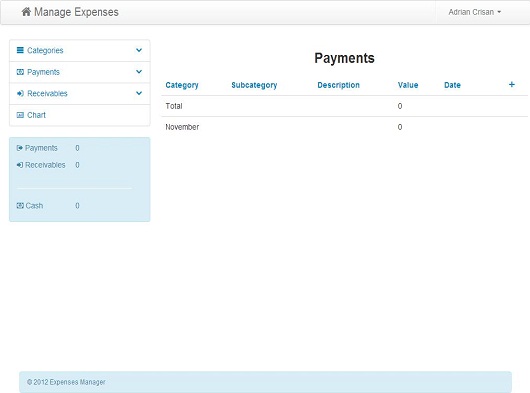 Manage Expenses
Adrian Crisan
Categories
Payments
Receivables
Chart
Payments 0
Receivables 0
Cash 0
Payments
Category Subcategory Description Value Date +
Total 0
November 0
© 2012 Expenses Manager